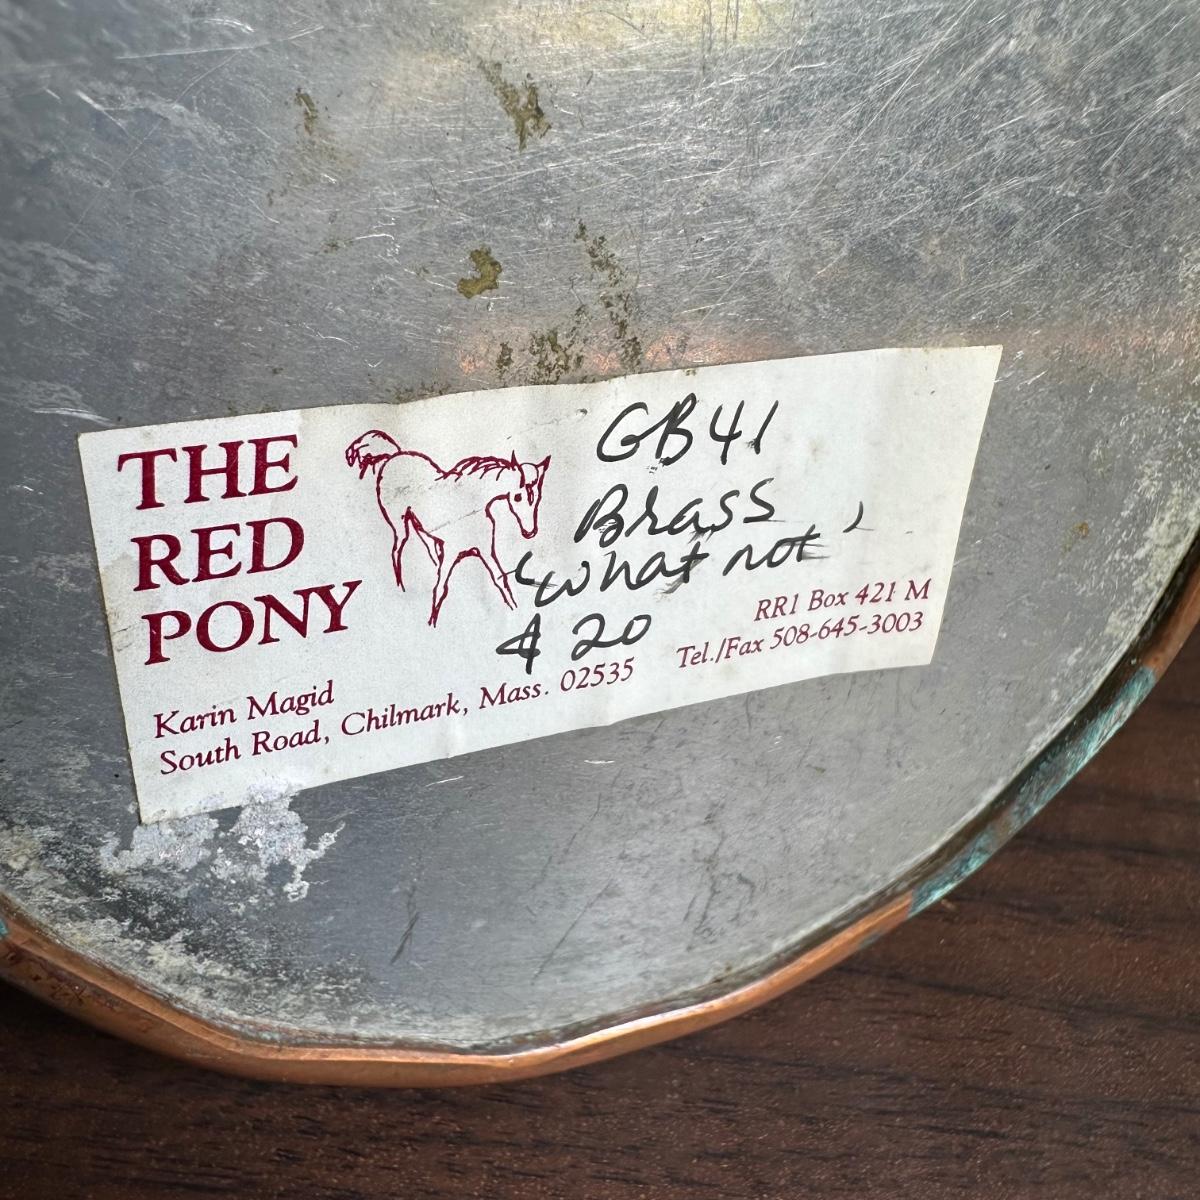 THE
RED
PONY
GB41
Brass
"what not"
$20
Karin Magid
South Road, Chilmark, Mass. 02535
RR1 Box 421 M
Tel./Fax 508-645-3003